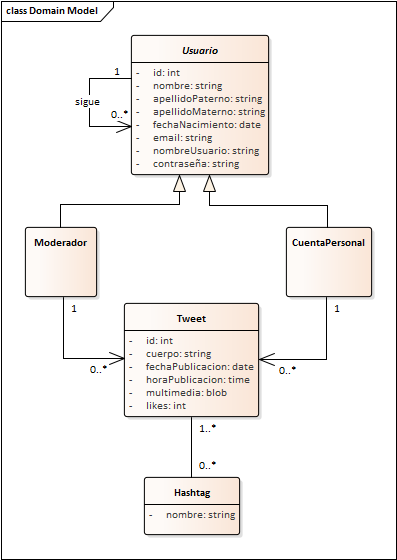 class Domain Model
Usuario
- id: int
- nombre: string
- apellidoPaterno: string
- apellidoMaterno: string
- fechaNacimiento: date
- email: string
- nombreUsuario: string
- contraseña: string
1
sigue
0..*
Moderador
CuentaPersonal
1
1
Tweet
- id: int
- cuerpo: string
- fechaPublicacion: date
- horaPublicacion: time
- multimedia: blob
- likes: int
0..*
0..*
1..*
0..*
Hashtag
- nombre: string